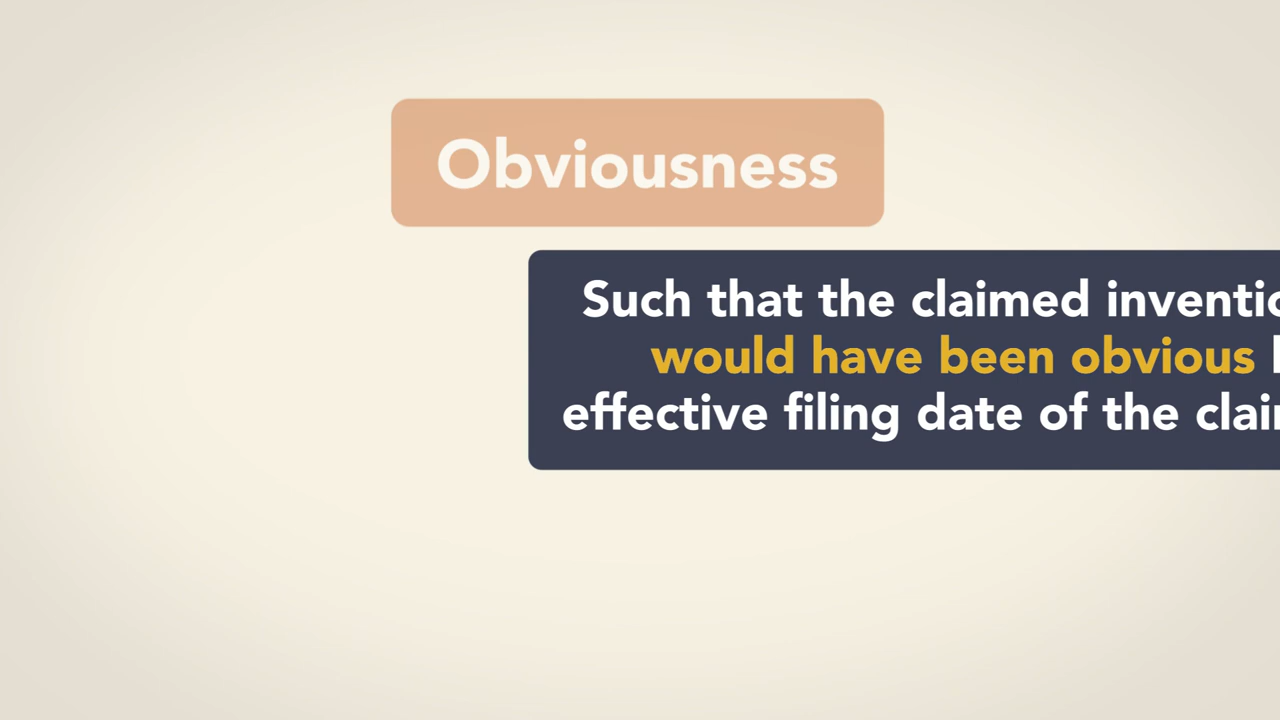 Obviousness
Such that the claimed
would have been obvious
effective filing date of the